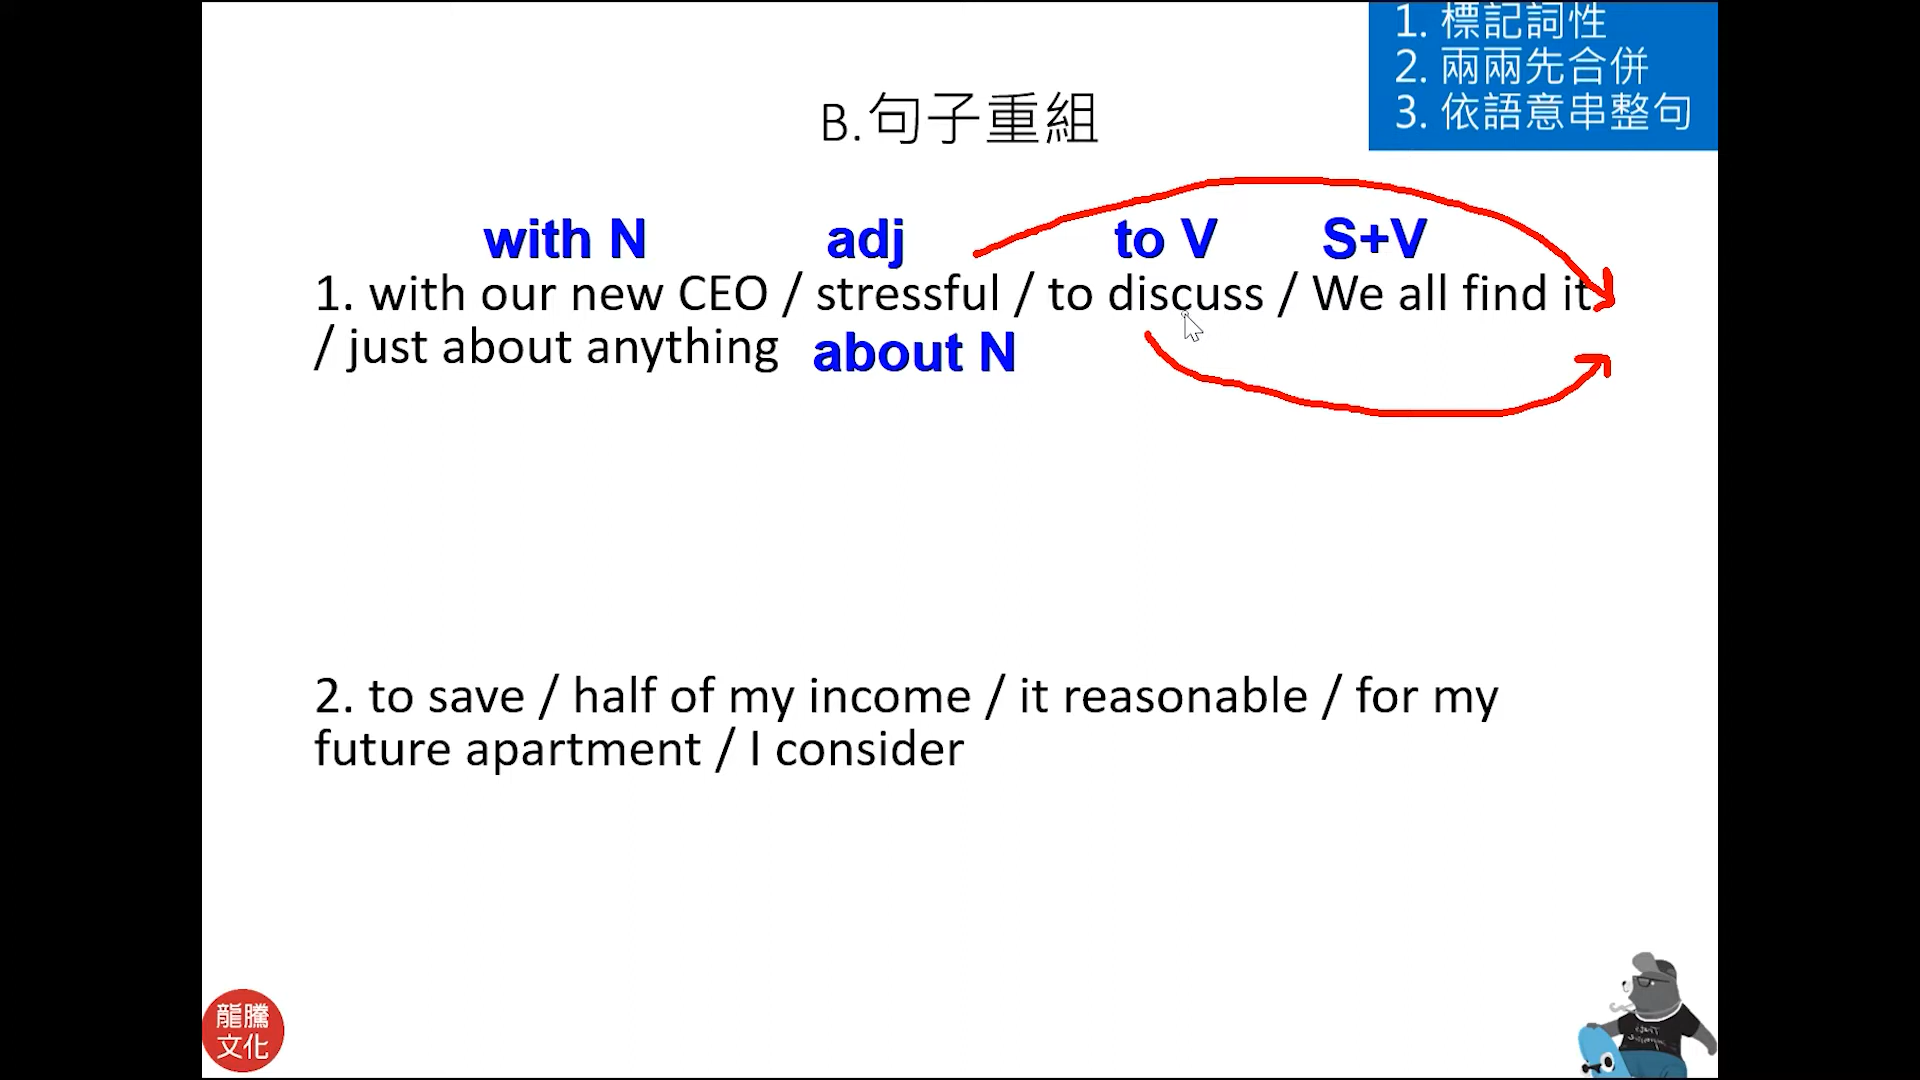 1. 標記詞性
2. 兩兩先合併
3. 依語意串整句
B.句子重組
with N adj to V S+V
1. with our new CEO / stressful / to discuss / We all find it
/ just about anything about N
2. to save / half of my income / it reasonable / for my
future apartment / I consider
龍騰
文化